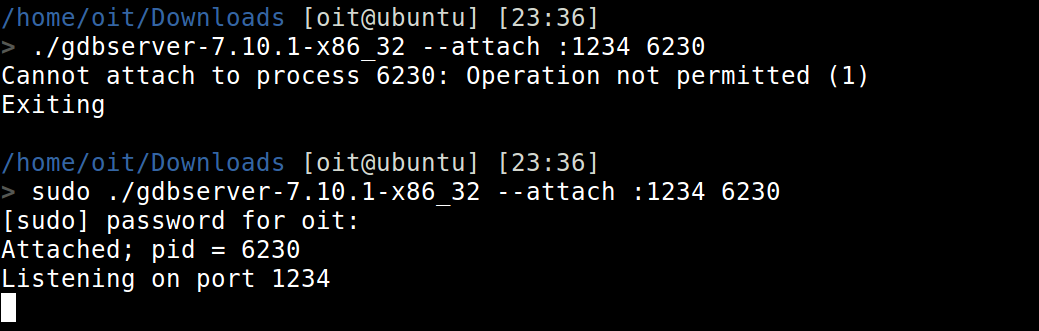 /home/oit/Downloads [oit@ubuntu] [23:36]
> ./gdbserver-7.10.1-x86_32 --attach :1234 6230
Cannot attach to process 6230: Operation not permitted (1)
Exiting
/home/oit/Downloads [oit@ubuntu] [23:36]
> sudo ./gdbserver-7.10.1-x86_32 --attach :1234 6230
[sudo] password for oit:
Attached; pid = 6230
Listening on port 1234